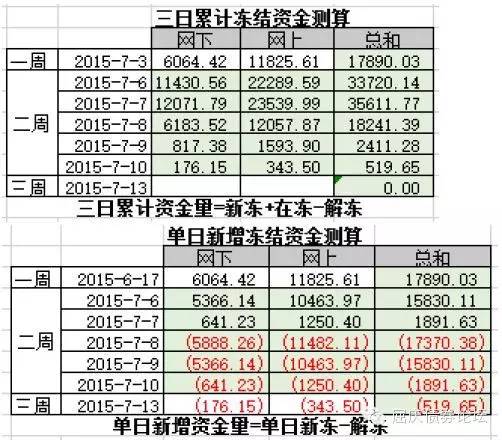 三日累计冻结资金测算
网下 网上 总和
一周 2015-7-3 6064.42 11825.61 17890.03
二周 2015-7-6 11430.56 22289.59 33720.14
2015-7-7 12071.79 23539.99 35611.77
2015-7-8 6183.52 12057.87 18241.39
2015-7-9 817.38 1593.90 2411.28
2015-7-10 176.15 343.50 519.65
三周 2015-7-13 0.00
三日累计资金量=新冻+在冻-解冻
单日新增冻结资金测算
网下 网上 总和
一周 2015-6-17 6064.42 11825.61 17890.03
二周 2015-7-6 5366.14 10463.97 15830.11
2015-7-7 641.23 1250.40 1891.63
2015-7-8 (5888.26) (11482.11) (17370.38)
2015-7-9 (5366.14) (10463.97) (15830.11)
2015-7-10 (641.23) (1250.40) (1891.63)
三周 2015-7-13 (176.15) (343.50) (519.65)
单日新增资金量=单日新冻-解冻
屈庆债券论坛